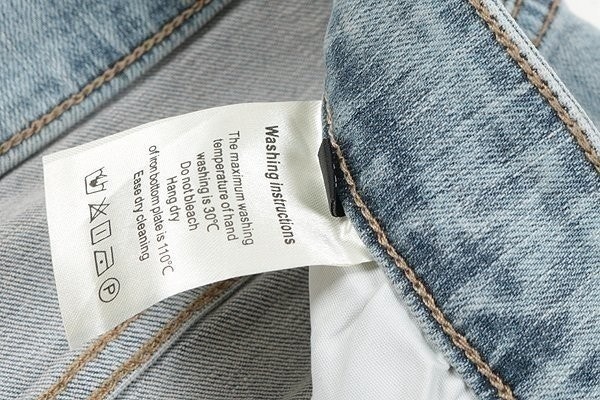 Washing instructions
The maximum washing
temperature of hand
washing is 30°C
Do not bleach
Hang dry
of iron bottom plate is 110°C
Ease dry cleaning
P